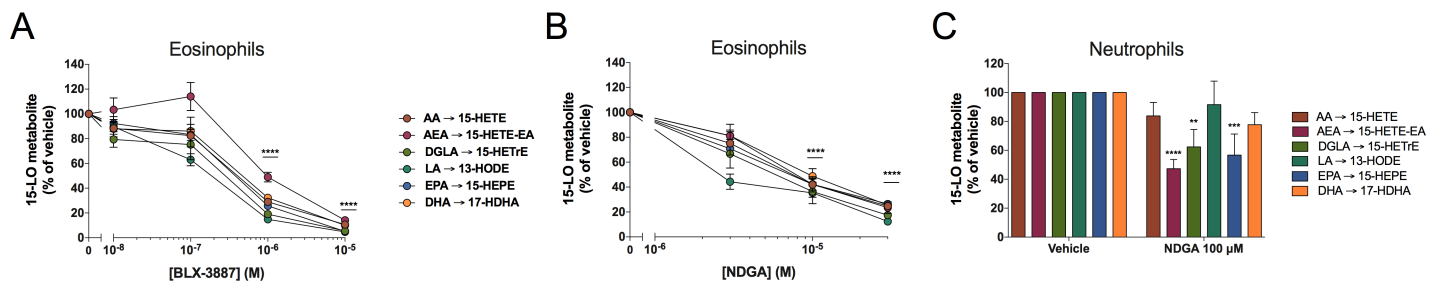 A
Eosinophils
15-LO metabolite
(% of vehicle)
140
120
100
80
60
40
20
0
****
****
0 10⁻⁸ 10⁻⁷ 10⁻⁶ 10⁻⁵
[BLX-3887] (M)
AA → 15-HETE
AEA → 15-HETE-EA
DGLA → 15-HETrE
LA → 13-HODE
EPA → 15-HEPE
DHA → 17-HDHA
B
Eosinophils
15-LO metabolite
(% of vehicle)
140
120
100
80
60
40
20
0
****
****
0 10⁻⁶ 10⁻⁵
[NDGA] (M)
C
Neutrophils
15-LO metabolite
(% of vehicle)
120
100
80
60
40
20
0
****
**
***
Vehicle NDGA 100 µM
AA → 15-HETE
AEA → 15-HETE-EA
DGLA → 15-HETrE
LA → 13-HODE
EPA → 15-HEPE
DHA → 17-HDHA